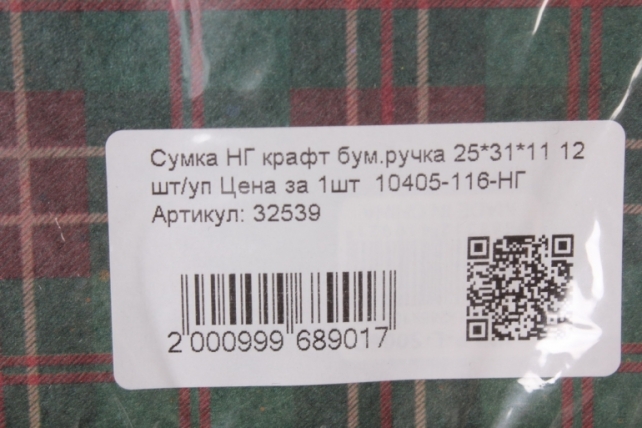 Сумка НГ крафт бум.ручка 25*31*11 12
шт/уп Цена за 1шт 10405-116-НГ
Артикул: 32539
2 000999 689017